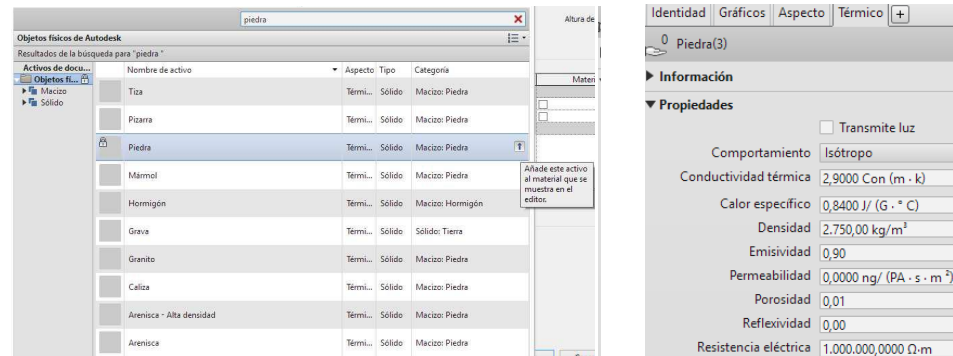 piedra
Altura de
Objetos físicos de Autodesk
Resultados de la búsqueda para "piedra "
Activos de docu...
Objetos fí...
Macizo
Sólido
Nombre de activo Aspecto Tipo Categoría
Tiza Térmi... Sólido Macizo: Piedra
Pizarra Térmi... Sólido Macizo: Piedra
Piedra Térmi... Sólido Macizo: Piedra
Mármol Térmi... Sólido Macizo: Piedra
Hormigón Térmi... Sólido Macizo: Hormigón
Grava Térmi... Sólido Sólido: Tierra
Granito Térmi... Sólido Macizo: Piedra
Caliza Térmi... Sólido Macizo: Piedra
Arenisca - Alta densidad Térmi... Sólido Macizo: Piedra
Arenisca Térmi... Sólido Macizo: Piedra
Materi
Añade este activo
al material que se
muestra en el
editor.
Identidad Gráficos Aspecto Térmico +
0
Piedra(3)
Información
Propiedades
Transmite luz
Comportamiento Isótropo
Conductividad térmica 2,9000 Con (m · k)
Calor específico 0,8400 J/ (G · ° C)
Densidad 2.750,00 kg/m³
Emisividad 0,90
Permeabilidad 0,0000 ng/ (PA · s · m ²)
Porosidad 0,01
Reflexividad 0,00
Resistencia eléctrica 1.000.000,0000 Ω·m